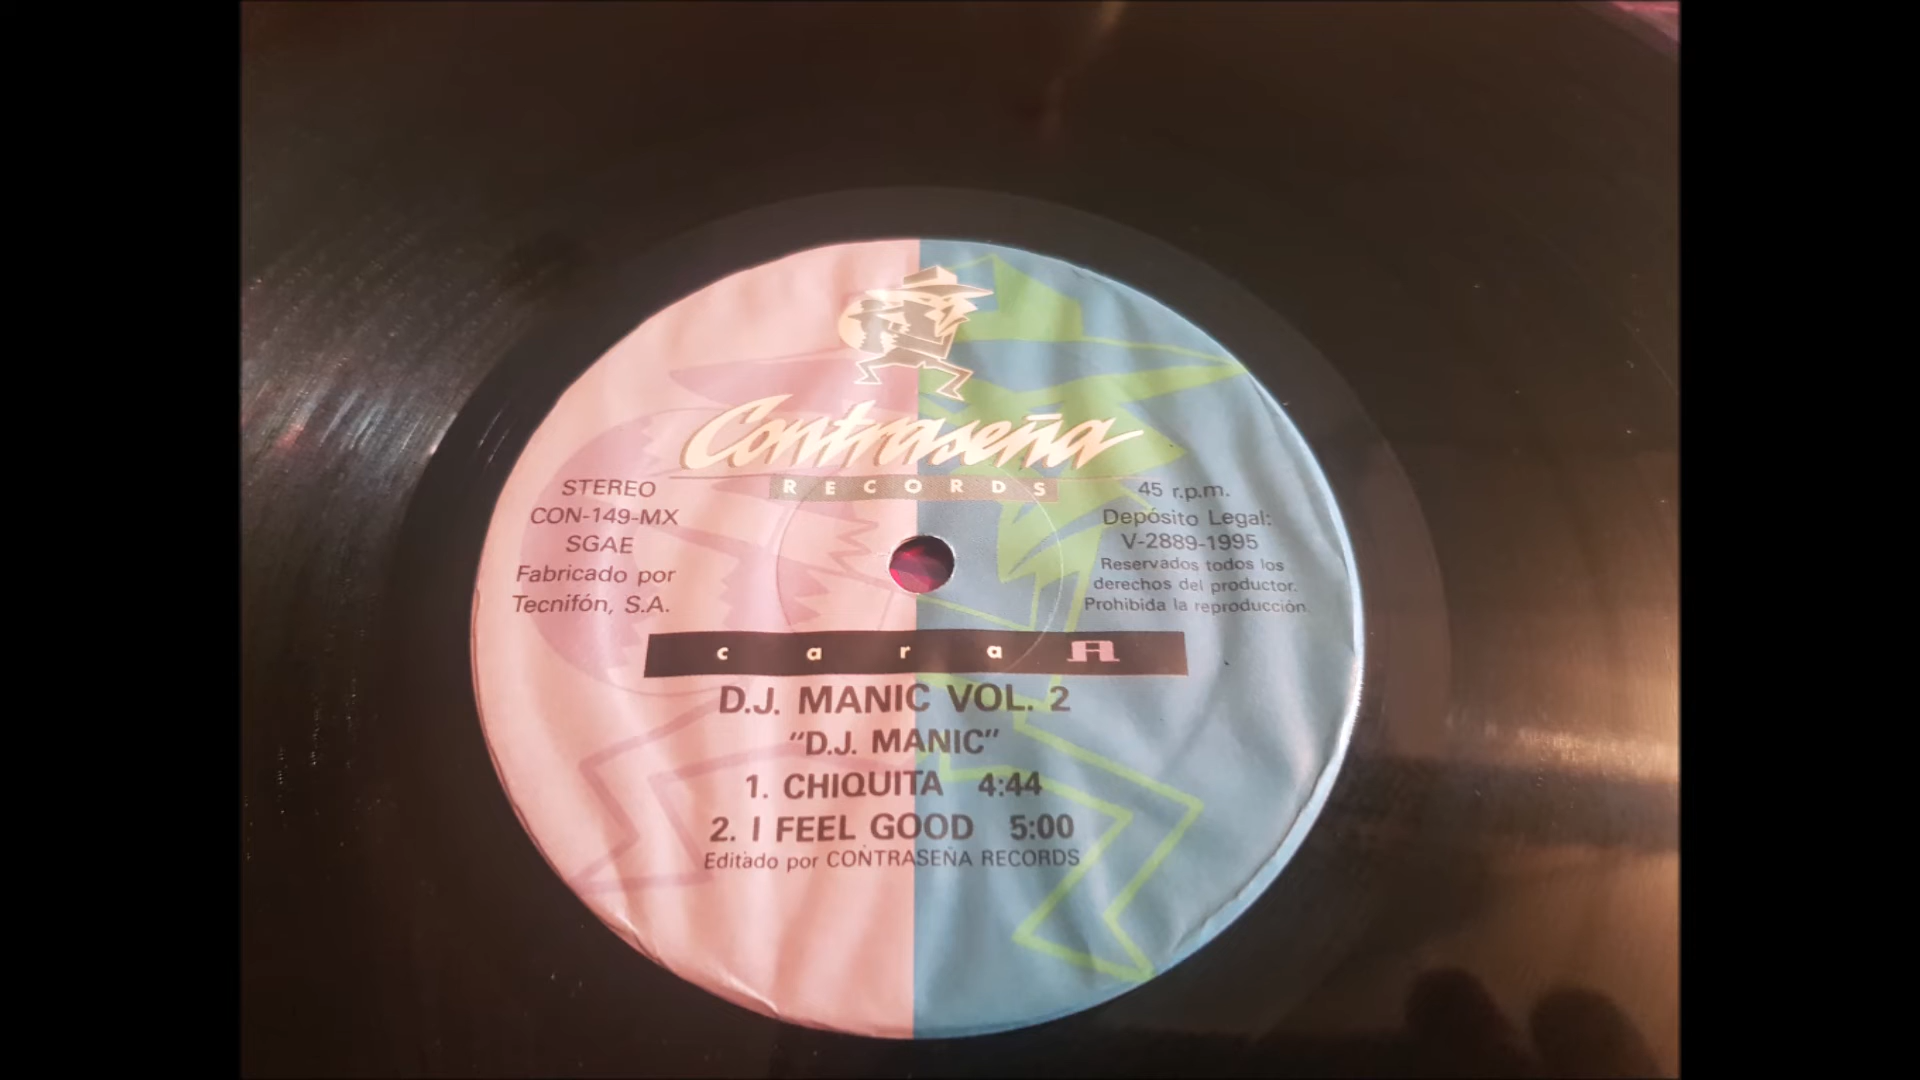 Contraseña
RECORDS
STEREO
CON-149-MX
SGAE
Fabricado por
Tecnifón, S.A.
45 r.p.m.
Depósito Legal:
V-2889-1995
Reservados todos los
derechos del productor.
Prohibida la reproducción.
cara A
D.J. MANIC VOL. 2
"D.J. MANIC"
1. CHIQUITA 4:44
2. I FEEL GOOD 5:00
Editado por CONTRASEÑA RECORDS